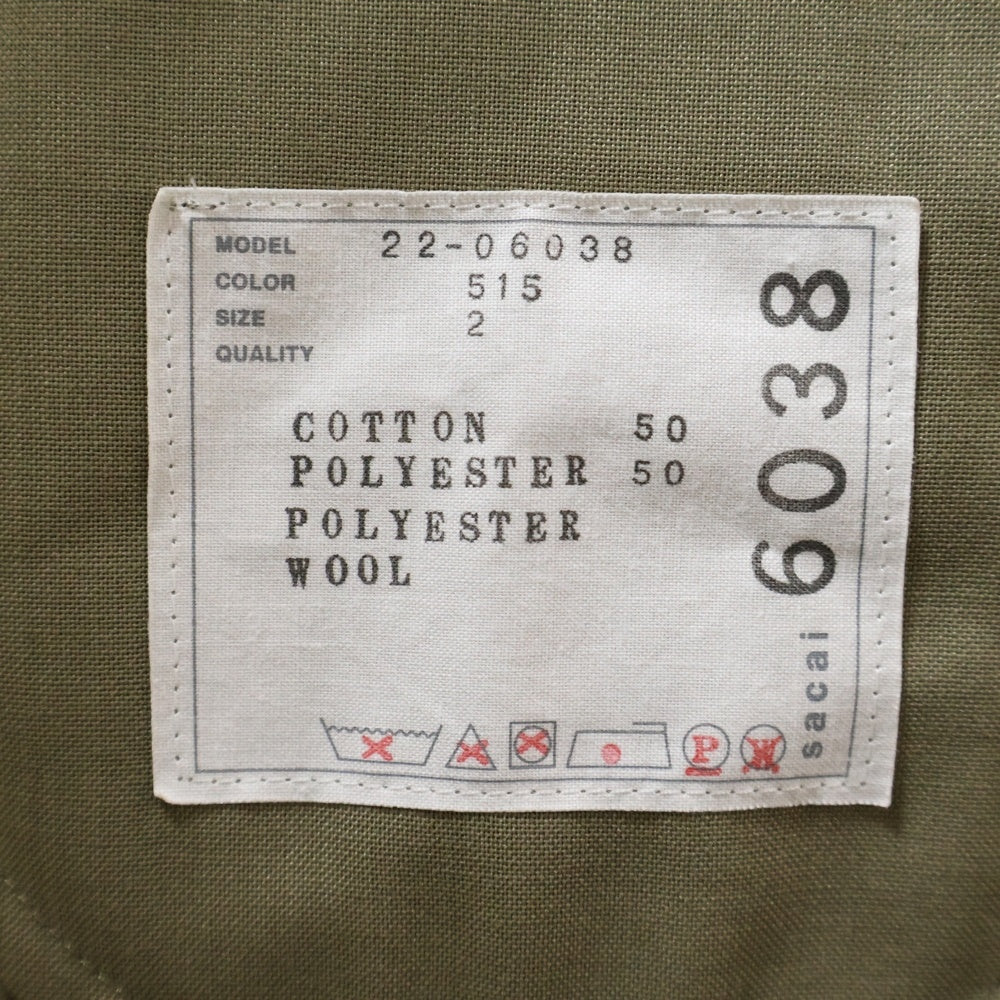 MODEL 22-06038
COLOR 515
SIZE 2
QUALITY
COTTON 50
POLYESTER 50
POLYESTER
WOOL
P
W
sacai 6038